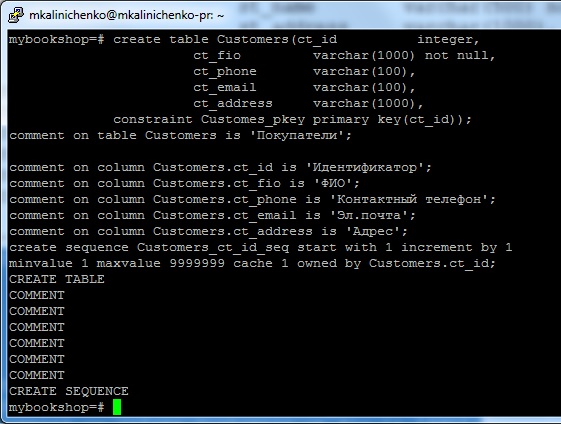 mkalinichenko@mkalinichenko-pr: ~
mybookshop=# create table Customers(ct_id integer,
ct_fio varchar(1000) not null,
ct_phone varchar(100),
ct_email varchar(100),
ct_address varchar(1000),
constraint Customes_pkey primary key(ct_id));
comment on table Customers is 'Покупатели';
comment on column Customers.ct_id is 'Идентификатор';
comment on column Customers.ct_fio is 'ФИО';
comment on column Customers.ct_phone is 'Контактный телефон';
comment on column Customers.ct_email is 'Эл.почта';
comment on column Customers.ct_address is 'Адрес';
create sequence Customers_ct_id_seq start with 1 increment by 1
minvalue 1 maxvalue 9999999 cache 1 owned by Customers.ct_id;
CREATE TABLE
COMMENT
COMMENT
COMMENT
COMMENT
COMMENT
COMMENT
CREATE SEQUENCE
mybookshop=#